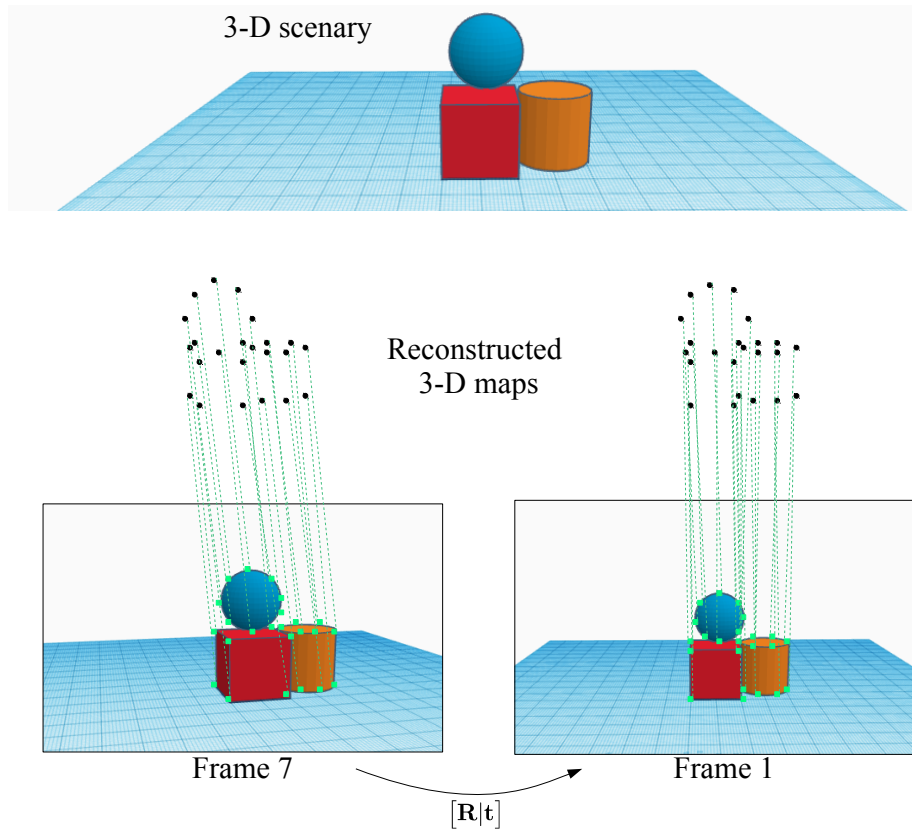 3-D scenary
Reconstructed
3-D maps
Frame 7
Frame 1
[R|t]